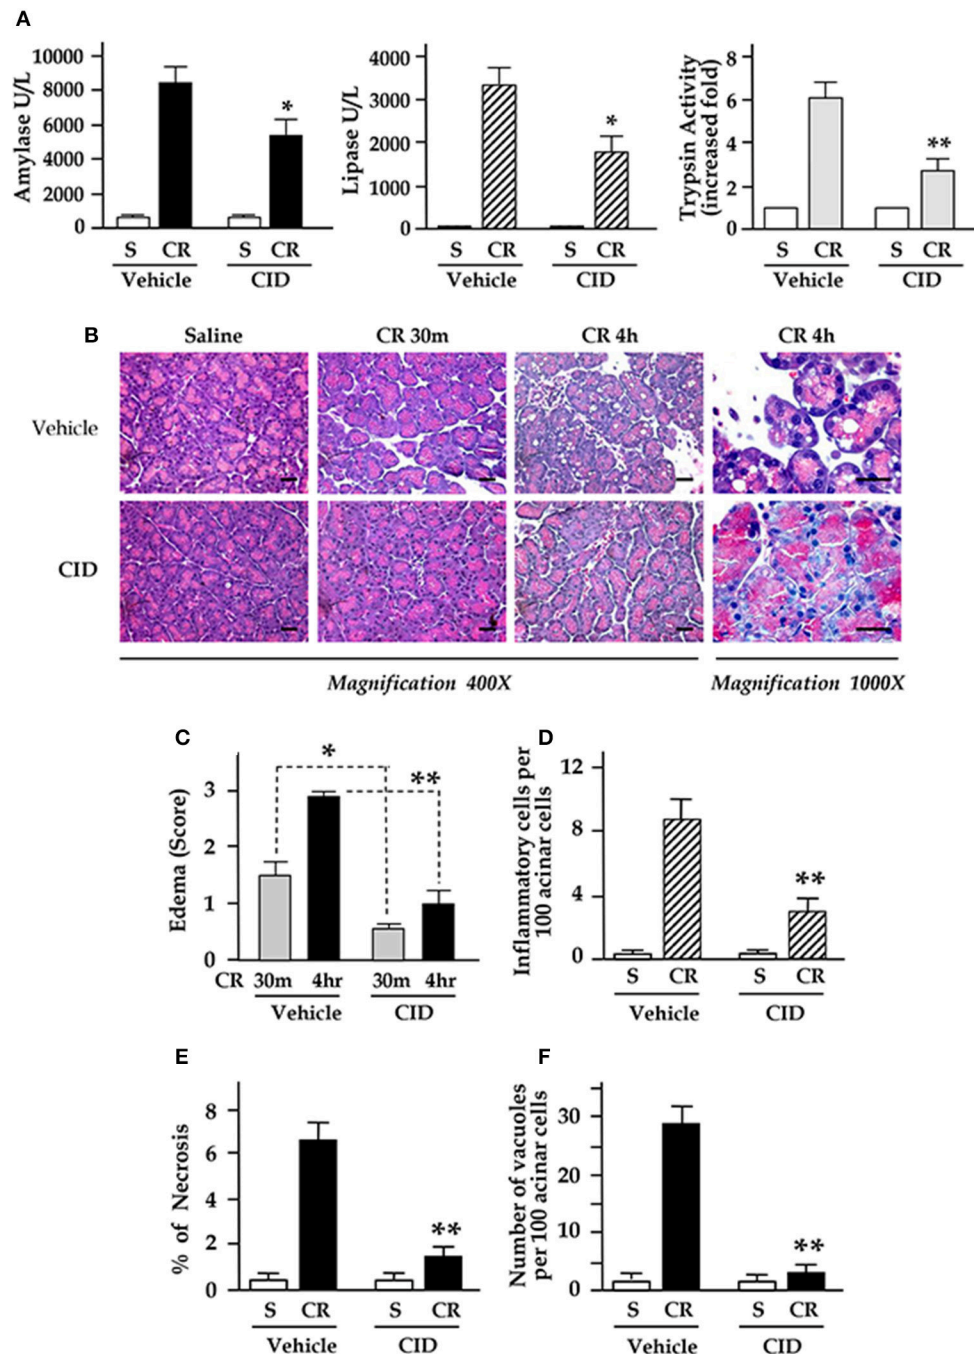 A
Amylase U/L
10000
8000
6000
4000
2000
0
*
S CR S CR
Vehicle CID
Lipase U/L
4000
3000
2000
1000
0
*
S CR S CR
Vehicle CID
Trypsin Activity
(increased fold)
8
6
4
2
0
**
S CR S CR
Vehicle CID
B
Saline CR 30m CR 4h CR 4h
Vehicle
CID
Magnification 400X Magnification 1000X
C
Edema (Score)
3
2
1
0
* **
CR 30m 4hr 30m 4hr
Vehicle CID
D
Inflammatory cells per
100 acinar cells
12
8
4
0
**
S CR S CR
Vehicle CID
E
% of Necrosis
8
6
4
2
0
**
S CR S CR
Vehicle CID
F
Number of vacuoles
per 100 acinar cells
30
20
10
0
**
S CR S CR
Vehicle CID